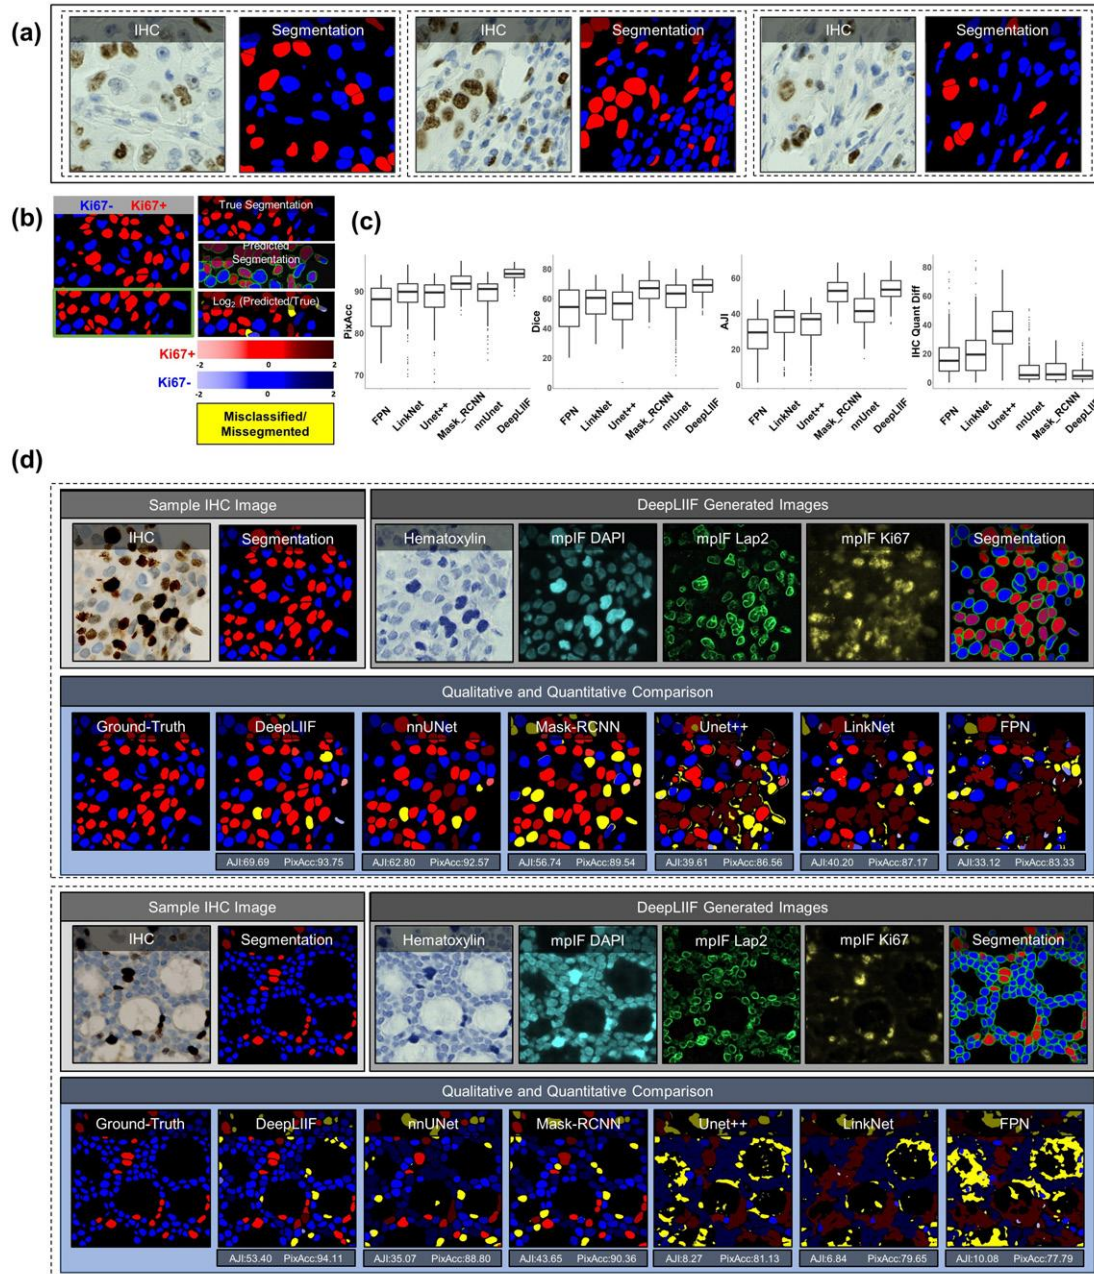 (a)
IHC Segmentation IHC Segmentation IHC Segmentation
(b)
Ki67- Ki67+
True Segmentation
Predicted
Segmentation
Log2 (Predicted/True)
Ki67+
-2 0 2
Ki67-
-2 0 2
Misclassified/
Missegmented
(c)
PixAcc
90
80
70
FPN LinkNet Unet++ Mask_RCNN nnUnet DeepLIIF
Dice
80
60
40
20
0
FPN LinkNet Unet++ Mask_RCNN nnUnet DeepLIIF
AJI
60
40
20
0
FPN LinkNet Unet++ Mask_RCNN nnUnet DeepLIIF
IHC Quant Diff
80
60
40
20
0
FPN LinkNet Unet++ nnUnet Mask_RCNN DeepLIIF
(d)
Sample IHC Image DeepLIIF Generated Images
IHC Segmentation Hematoxylin mpIF DAPI mpIF Lap2 mpIF Ki67 Segmentation
Qualitative and Quantitative Comparison
Ground-Truth DeepLIIF nnUNet Mask-RCNN Unet++ LinkNet FPN
AJI:69.69 PixAcc:93.75 AJI:62.80 PixAcc:92.57 AJI:56.74 PixAcc:89.54 AJI:39.61 PixAcc:86.56 AJI:40.20 PixAcc:87.17 AJI:33.12 PixAcc:83.33
Sample IHC Image DeepLIIF Generated Images
IHC Segmentation Hematoxylin mpIF DAPI mpIF Lap2 mpIF Ki67 Segmentation
Qualitative and Quantitative Comparison
Ground-Truth DeepLIIF nnUNet Mask-RCNN Unet++ LinkNet FPN
AJI:53.40 PixAcc:94.11 AJI:35.07 PixAcc:88.80 AJI:43.65 PixAcc:90.36 AJI:8.27 PixAcc:81.13 AJI:6.84 PixAcc:79.65 AJI:10.08 PixAcc:77.79